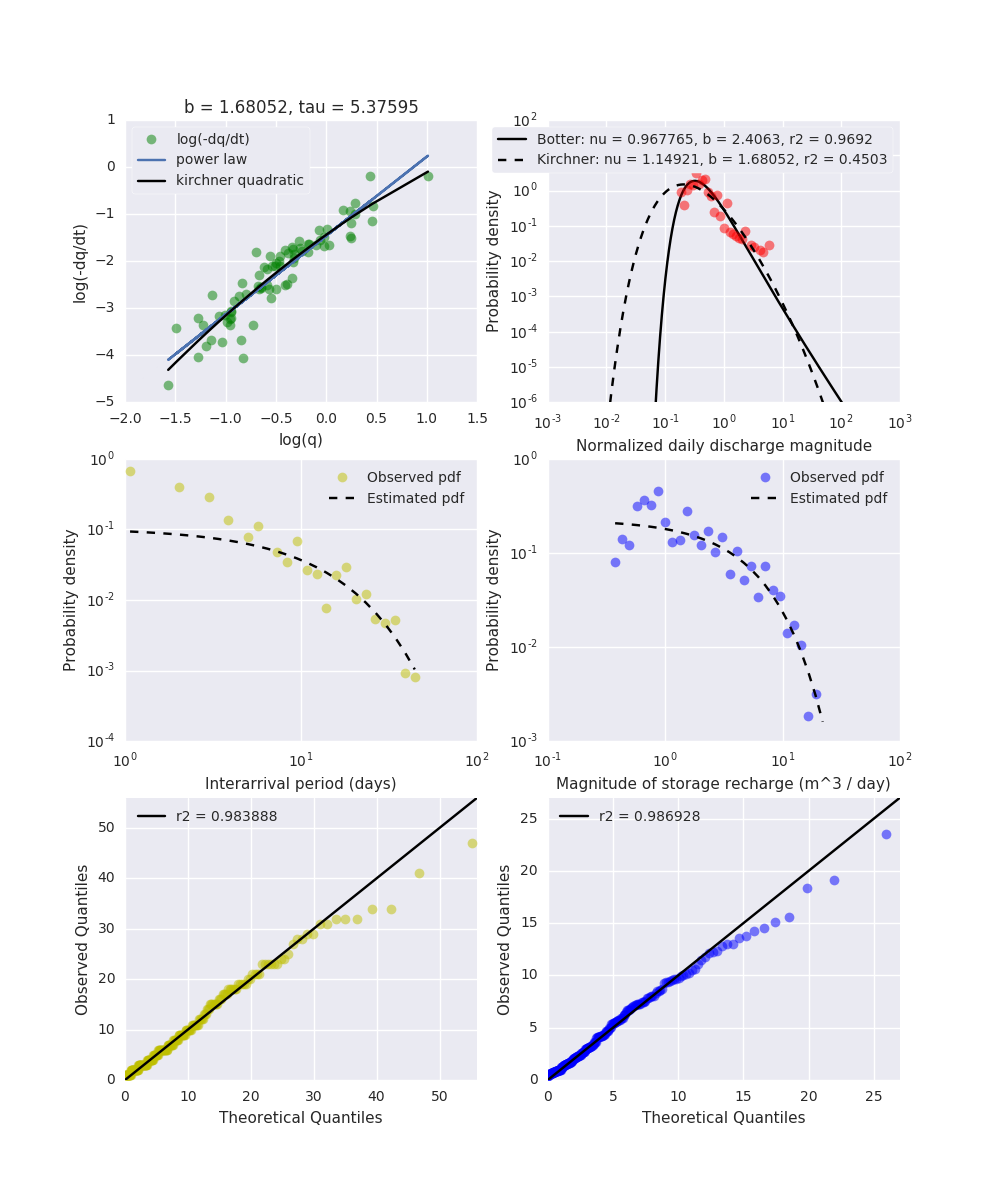 b = 1.68052, tau = 5.37595
log(-dq/dt)
power law
kirchner quadratic
1
0
−1
−2
−3
−4
−5
log(-dq/dt)
−2.0 −1.5 −1.0 −0.5 0.0 0.5 1.0 1.5
log(q)
Botter: nu = 0.967765, b = 2.4063, r2 = 0.9692
Kirchner: nu = 1.14921, b = 1.68052, r2 = 0.4503
10^2
10^0
10^-1
10^-2
10^-3
10^-4
10^-5
10^-6
Probability density
10^-3 10^-2 10^-1 10^0 10^1 10^2 10^3
Normalized daily discharge magnitude
Observed pdf
Estimated pdf
10^0
10^-1
10^-2
10^-3
10^-4
Probability density
10^0 10^1 10^2
Interarrival period (days)
Observed pdf
Estimated pdf
10^0
10^-1
10^-2
10^-3
Probability density
10^-1 10^0 10^1 10^2
Magnitude of storage recharge (m^3 / day)
r2 = 0.983888
50
40
30
20
10
0
Observed Quantiles
0 10 20 30 40 50
Theoretical Quantiles
r2 = 0.986928
25
20
15
10
5
0
Observed Quantiles
0 5 10 15 20 25
Theoretical Quantiles